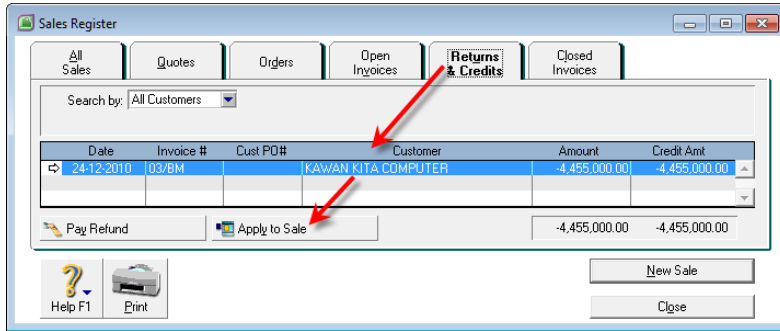 Sales Register
All Sales
Quotes
Orders
Open Invoices
Returns & Credits
Closed Invoices
Search by: All Customers
Date Invoice # Cust PO# Customer Amount Credit Amt
24-12-2010 03/BM KAWAN KITA COMPUTER -4,455,000.00 -4,455,000.00
Pay Refund Apply to Sale -4,455,000.00 -4,455,000.00
Help F1 Print
New Sale
Close